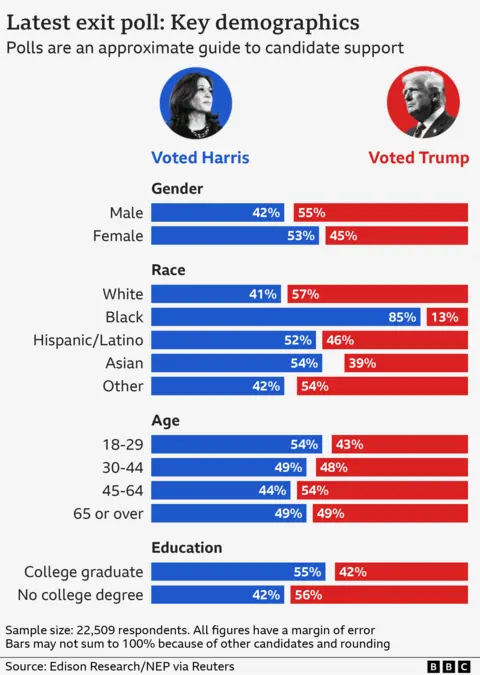 Latest exit poll: Key demographics
Polls are an approximate guide to candidate support
Voted Harris Voted Trump
Gender
Male 42% 55%
Female 53% 45%
Race
White 41% 57%
Black 85% 13%
Hispanic/Latino 52% 46%
Asian 54% 39%
Other 42% 54%
Age
18-29 54% 43%
30-44 49% 48%
45-64 44% 54%
65 or over 49% 49%
Education
College graduate 55% 42%
No college degree 42% 56%
Sample size: 22,509 respondents. All figures have a margin of error
Bars may not sum to 100% because of other candidates and rounding
Source: Edison Research/NEP via Reuters BBC